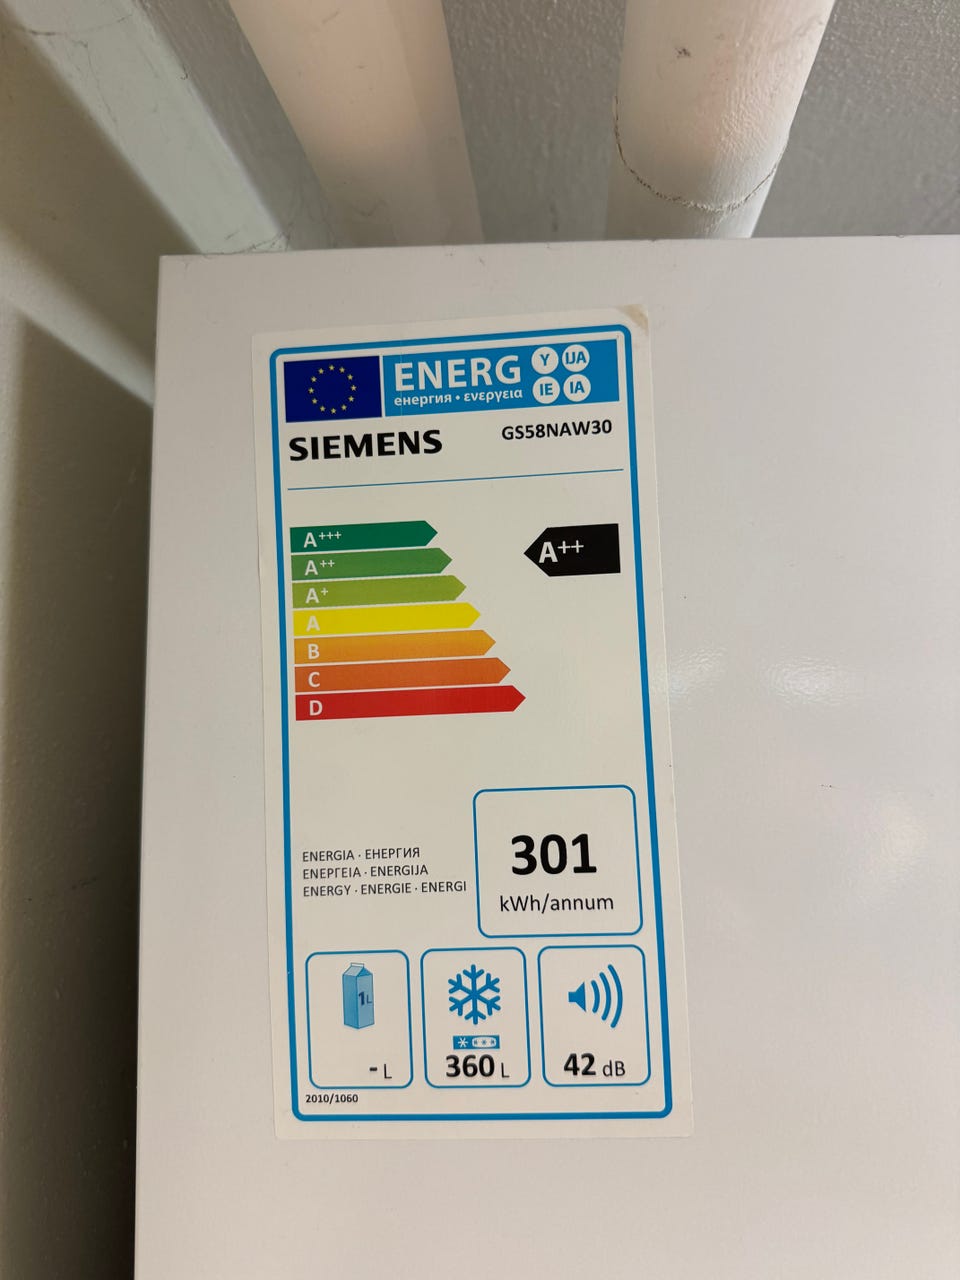 ENERG Y IJA
енергия · ενεργεια IE IA
SIEMENS GS58NAW30
A+++
A++ A++
A+
A
B
C
D
301
kWh/annum
ENERGIA · ЕНЕРГИЯ
ΕΝΕΡΓΕΙΑ · ENERGIJA
ENERGY · ENERGIE · ENERGI
1L
- L
360 L
42 dB
2010/1060